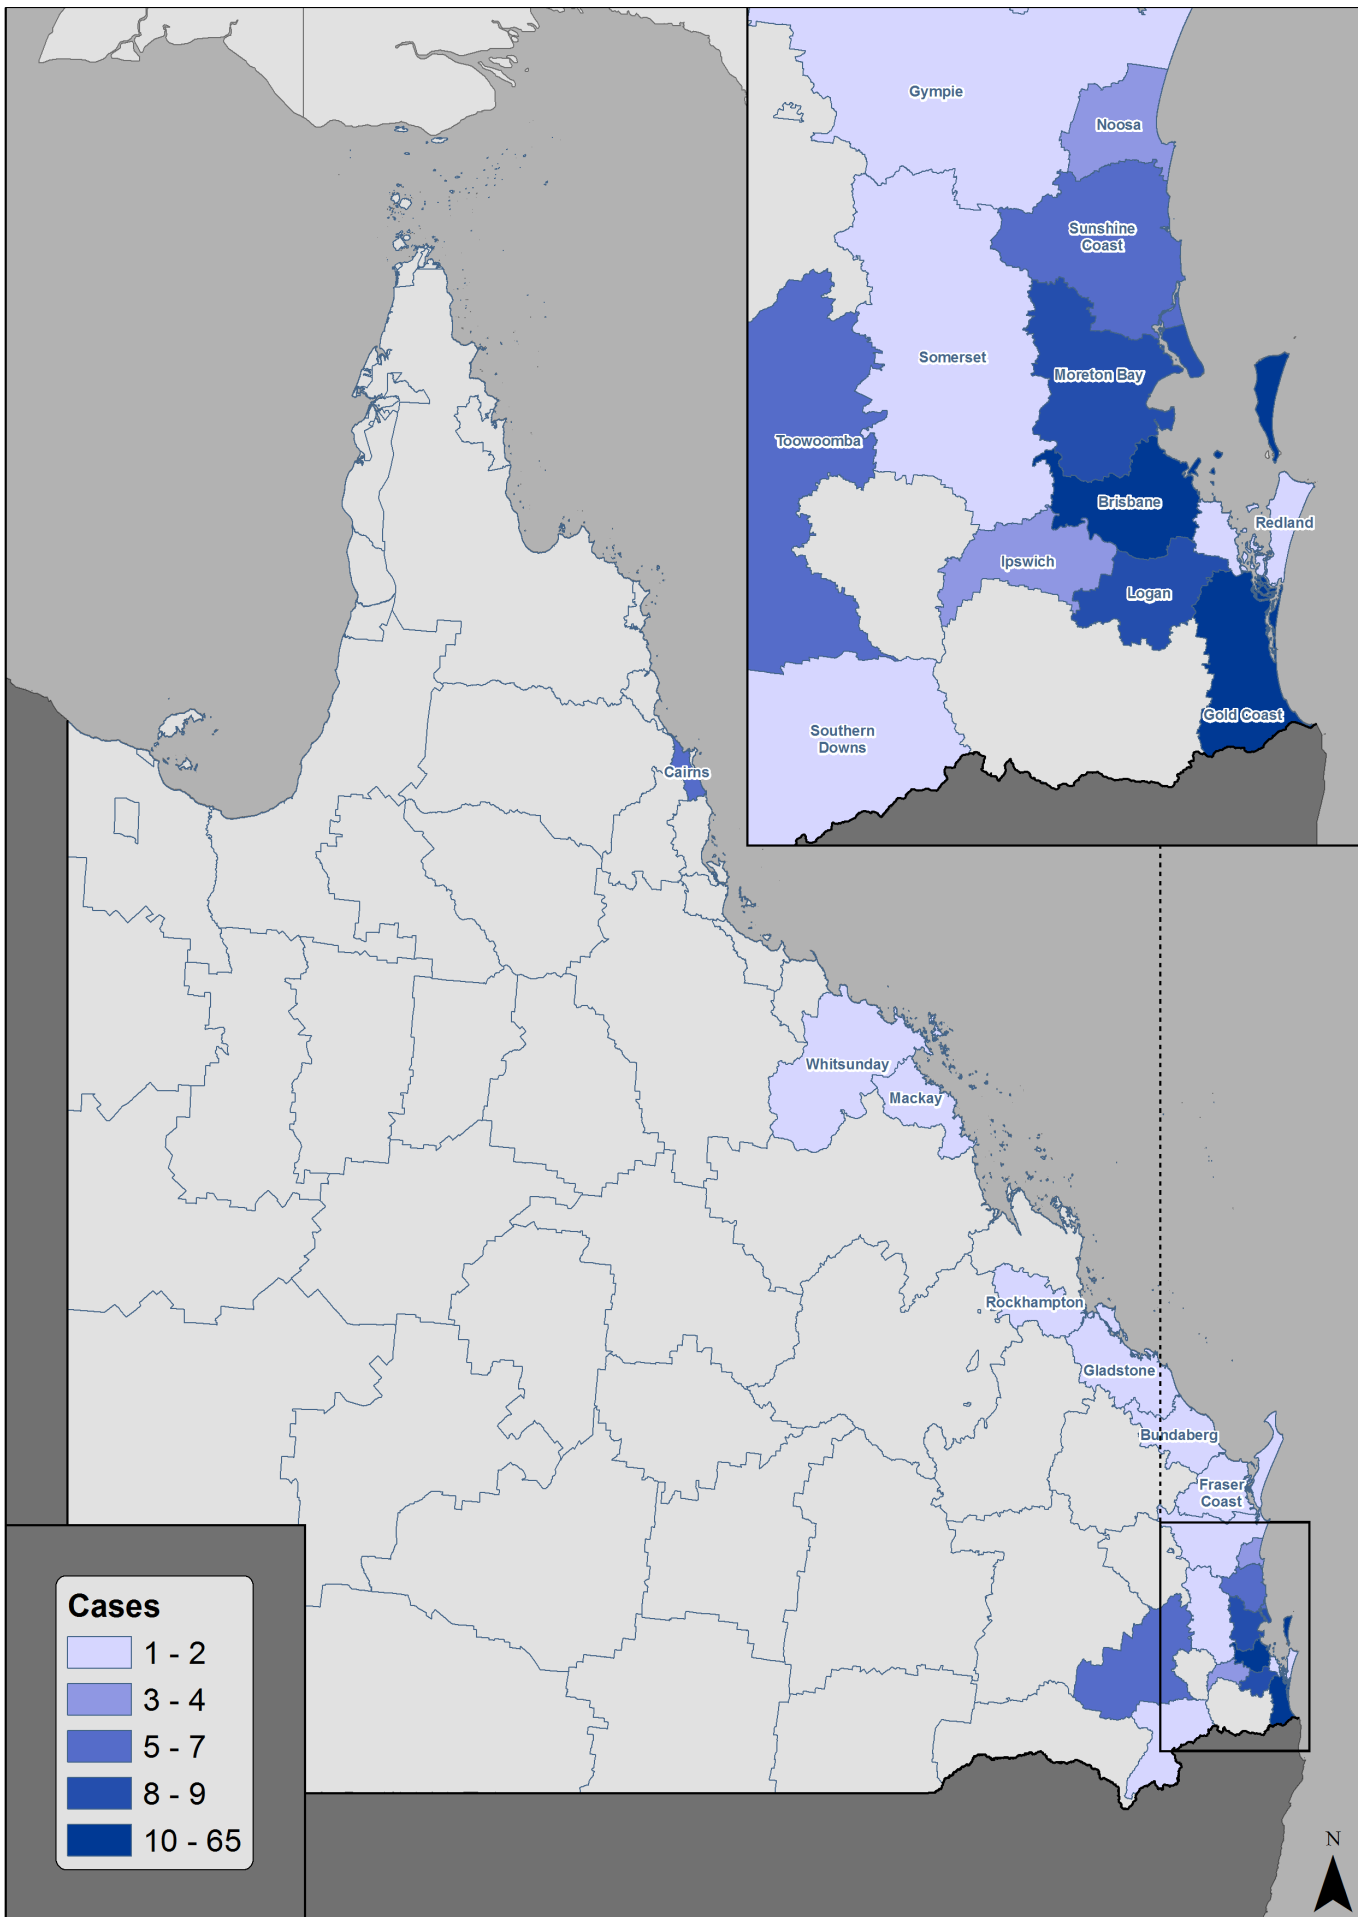 Gympie
Noosa
Sunshine
Coast
Somerset
Moreton Bay
Toowoomba
Brisbane
Redland
Ipswich
Logan
Gold Coast
Southern
Downs
Cairns
Whitsunday
Mackay
Rockhampton
Gladstone
Bundaberg
Fraser
Coast
Cases
1 - 2
3 - 4
5 - 7
8 - 9
10 - 65
N